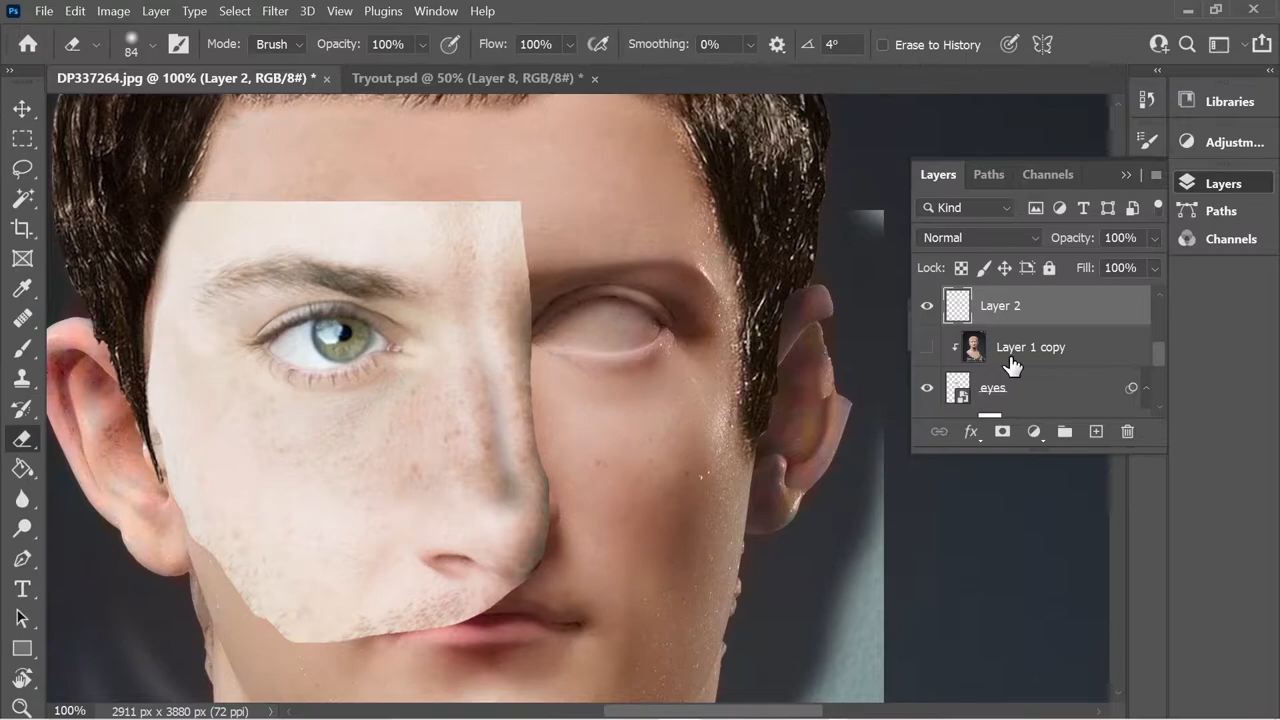 Ps File Edit Image Layer Type Select Filter 3D View Plugins Window Help
84 Mode: Brush Opacity: 100% Flow: 100% Smoothing: 0% 4° Erase to History
DP337264.jpg @ 100% (Layer 2, RGB/8#) * Tryout.psd @ 50% (Layer 8, RGB/8#) *
Libraries
Adjustm...
Layers
Paths
Channels
Layers Paths Channels
Kind
Normal Opacity: 100%
Lock: Fill: 100%
Layer 2
Layer 1 copy
eyes
100% 2911 px x 3880 px (72 ppi)